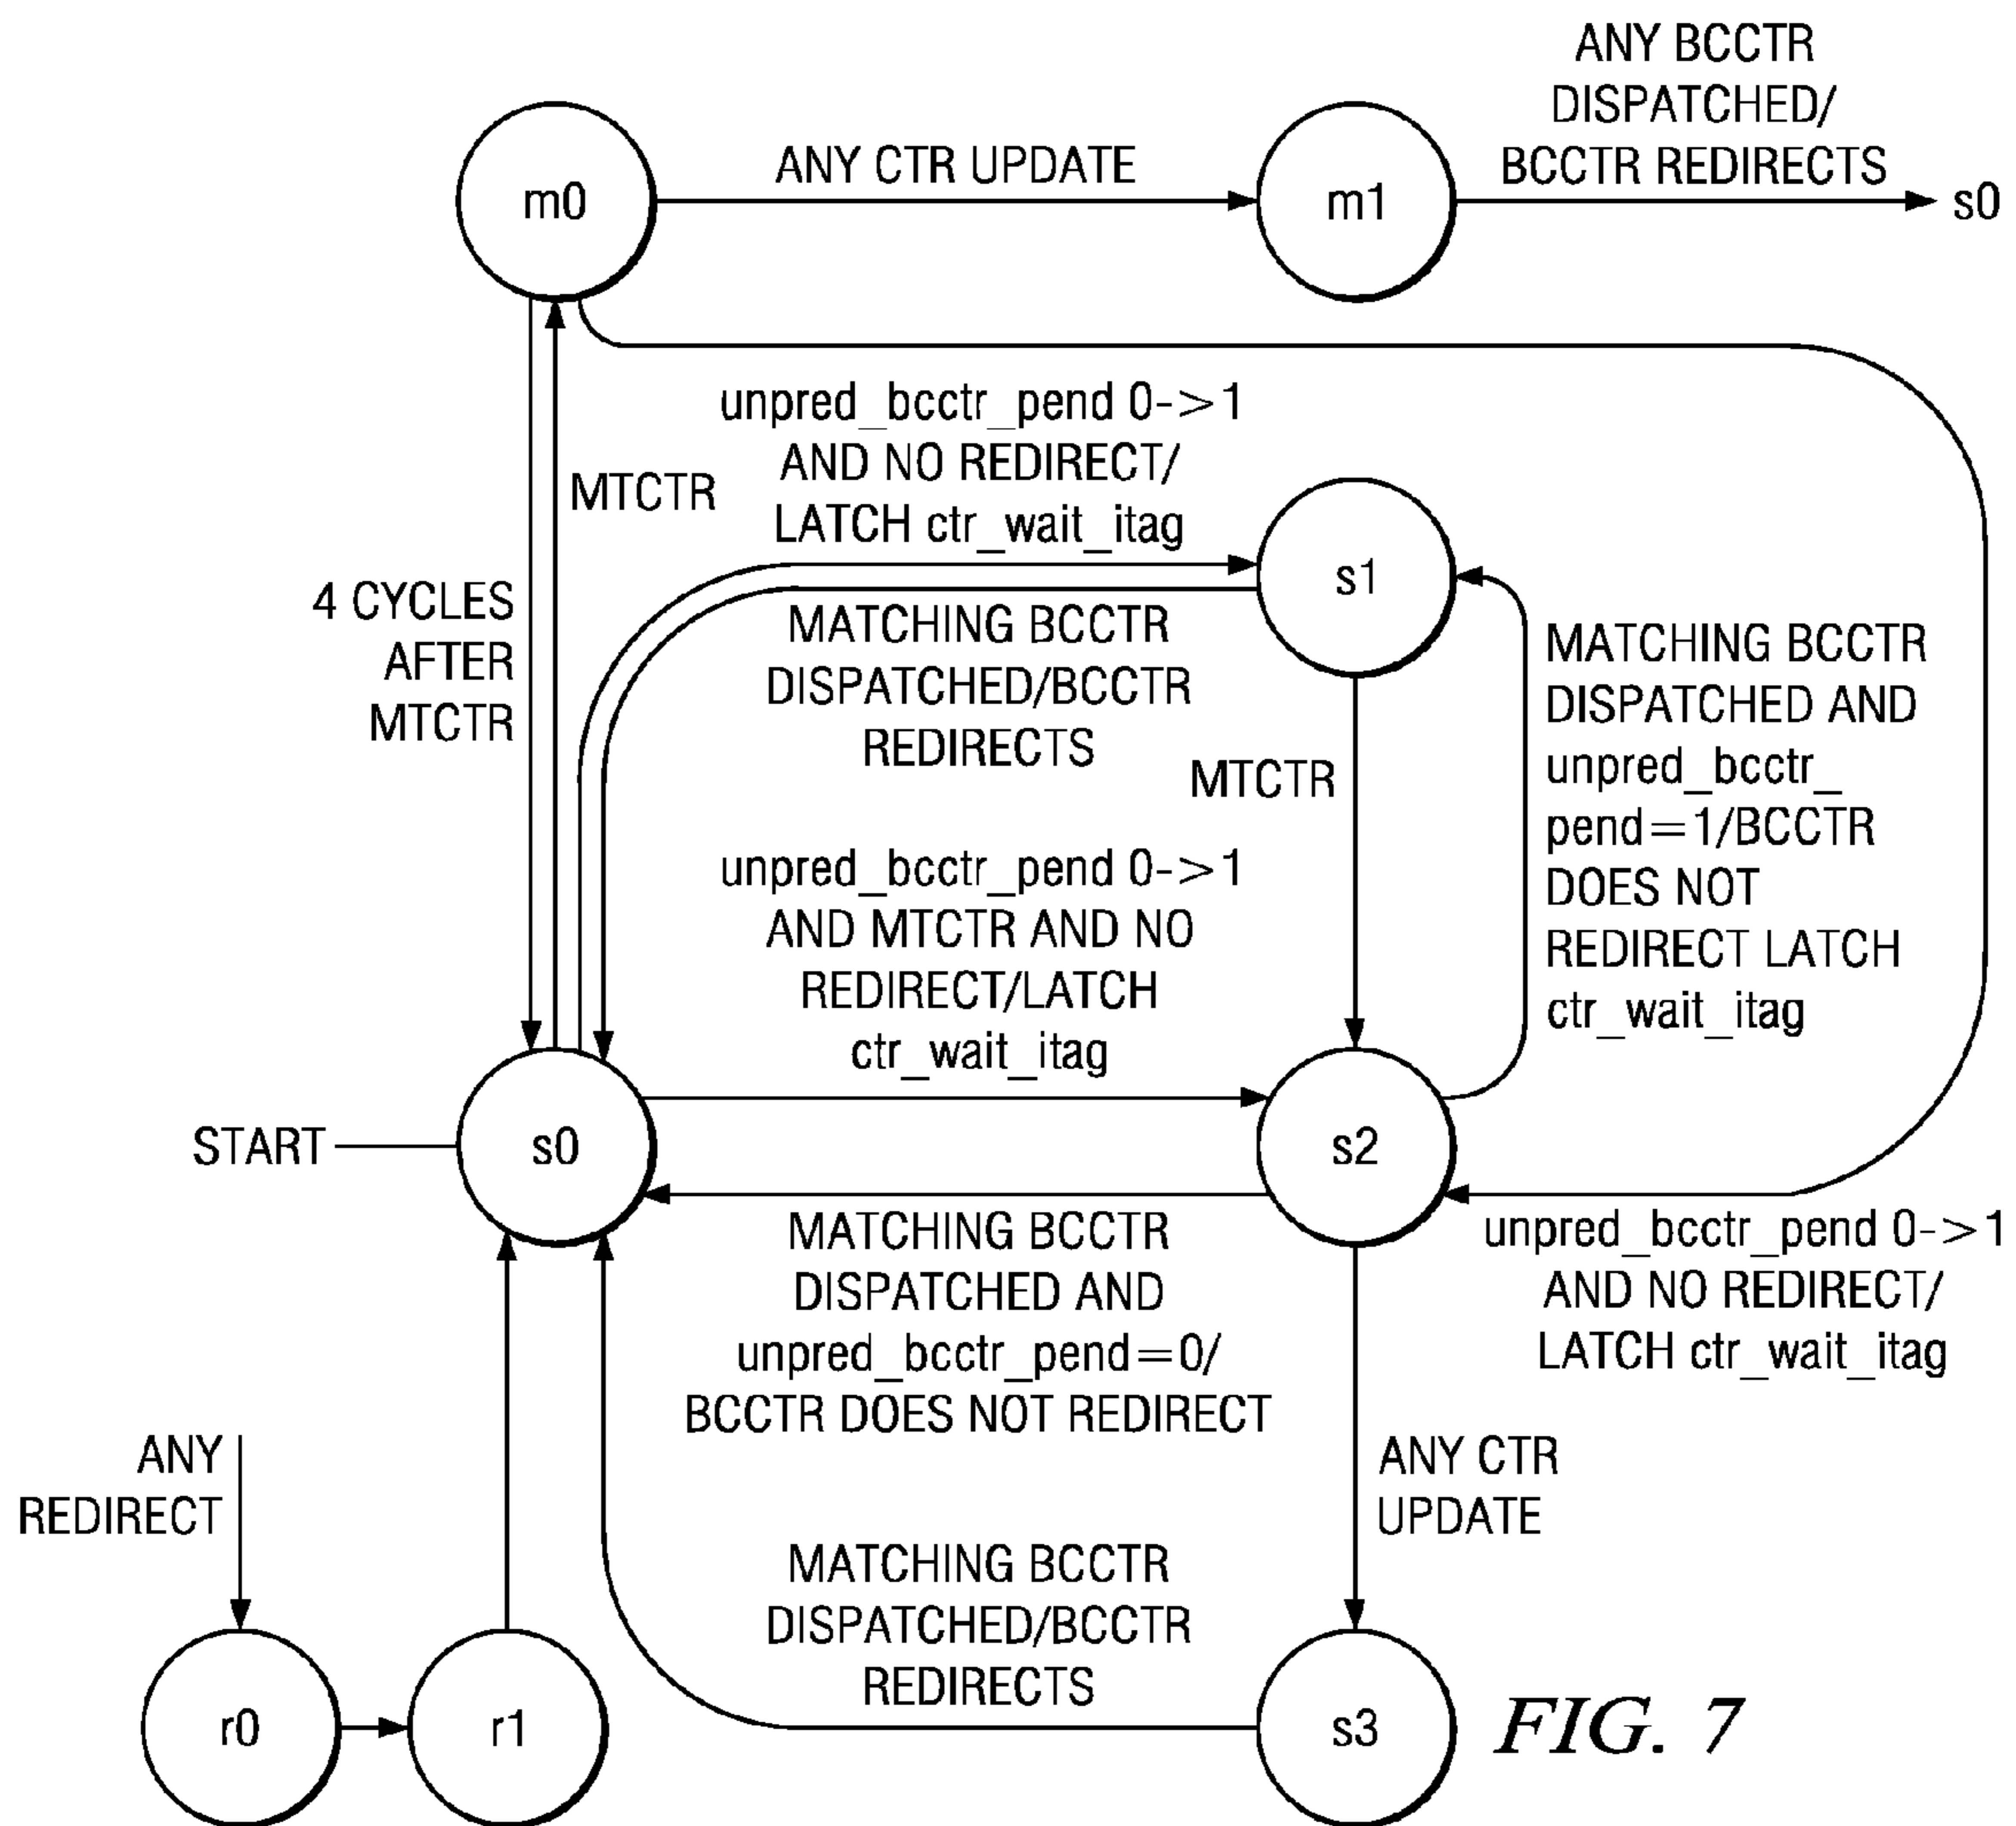 ANY BCCTR
DISPATCHED/
BCCTR REDIRECTS
m0
ANY CTR UPDATE
m1
s0
unpred_bcctr_pend 0->1
AND NO REDIRECT/
LATCH ctr_wait_itag
MTCTR
s1
4 CYCLES
AFTER
MTCTR
MATCHING BCCTR
DISPATCHED/BCCTR
REDIRECTS
MTCTR
MATCHING BCCTR
DISPATCHED AND
unpred_bcctr_
pend=1/BCCTR
DOES NOT
REDIRECT LATCH
ctr_wait_itag
unpred_bcctr_pend 0->1
AND MTCTR AND NO
REDIRECT/LATCH
ctr_wait_itag
START
s0
s2
MATCHING BCCTR
DISPATCHED AND
unpred_bcctr_pend=0/
BCCTR DOES NOT REDIRECT
unpred_bcctr_pend 0->1
AND NO REDIRECT/
LATCH ctr_wait_itag
ANY
REDIRECT
ANY CTR
UPDATE
MATCHING BCCTR
DISPATCHED/BCCTR
REDIRECTS
r0
r1
s3
FIG. 7